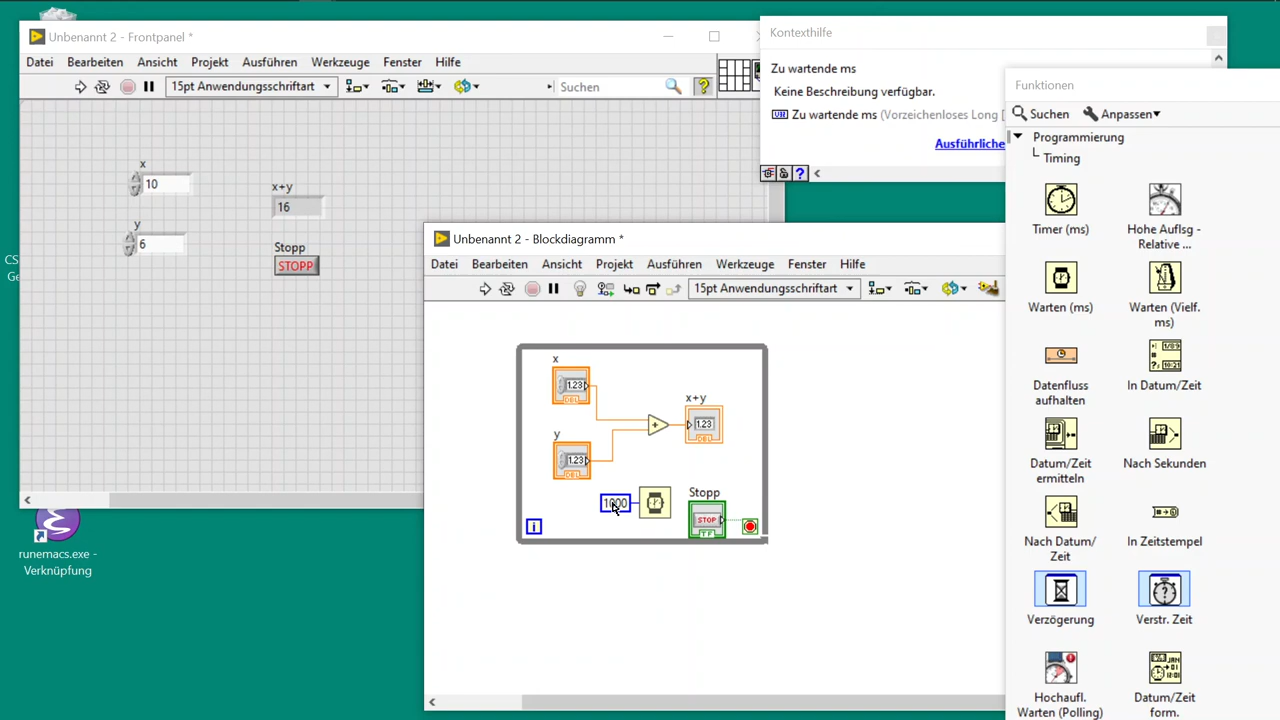 Unbenannt 2 - Frontpanel *
Datei Bearbeiten Ansicht Projekt Ausführen Werkzeuge Fenster Hilfe
15pt Anwendungsschriftart
Suchen
x
10
x+y
16
y
6
Stopp
STOPP
runemacs.exe -
Verknüpfung
Kontexthilfe
Zu wartende ms
Keine Beschreibung verfügbar.
U32 Zu wartende ms (Vorzeichenloses Long [
Ausführliche
Unbenannt 2 - Blockdiagramm *
Datei Bearbeiten Ansicht Projekt Ausführen Werkzeuge Fenster Hilfe
15pt Anwendungsschriftart
x
1.23
DBL
x+y
1.23
DBL
y
1.23
DBL
1000
Stopp
STOP
TF
i
Funktionen
Suchen Anpassen
Programmierung
Timing
Timer (ms)
Hohe Auflsg -
Relative ...
Warten (ms)
Warten (Vielf.
ms)
Datenfluss
aufhalten
In Datum/Zeit
Datum/Zeit
ermitteln
Nach Sekunden
Nach Datum/
Zeit
In Zeitstempel
Verzögerung
Verstr. Zeit
Hochaufl.
Warten (Polling)
Datum/Zeit
form.